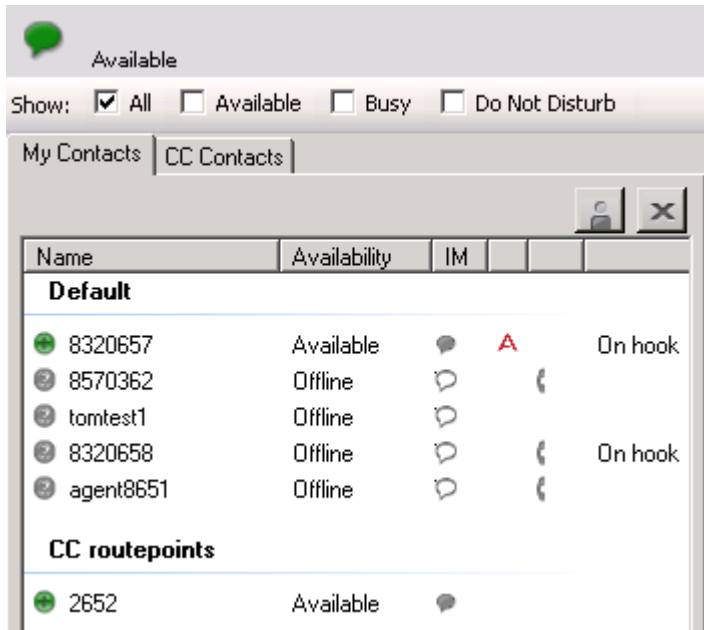 Available
Show: All Available Busy Do Not Disturb
My Contacts CC Contacts
Name Availability IM
Default
8320657 Available A On hook
8570362 Offline
tomtest1 Offline
8320658 Offline On hook
agent8651 Offline
CC routepoints
2652 Available